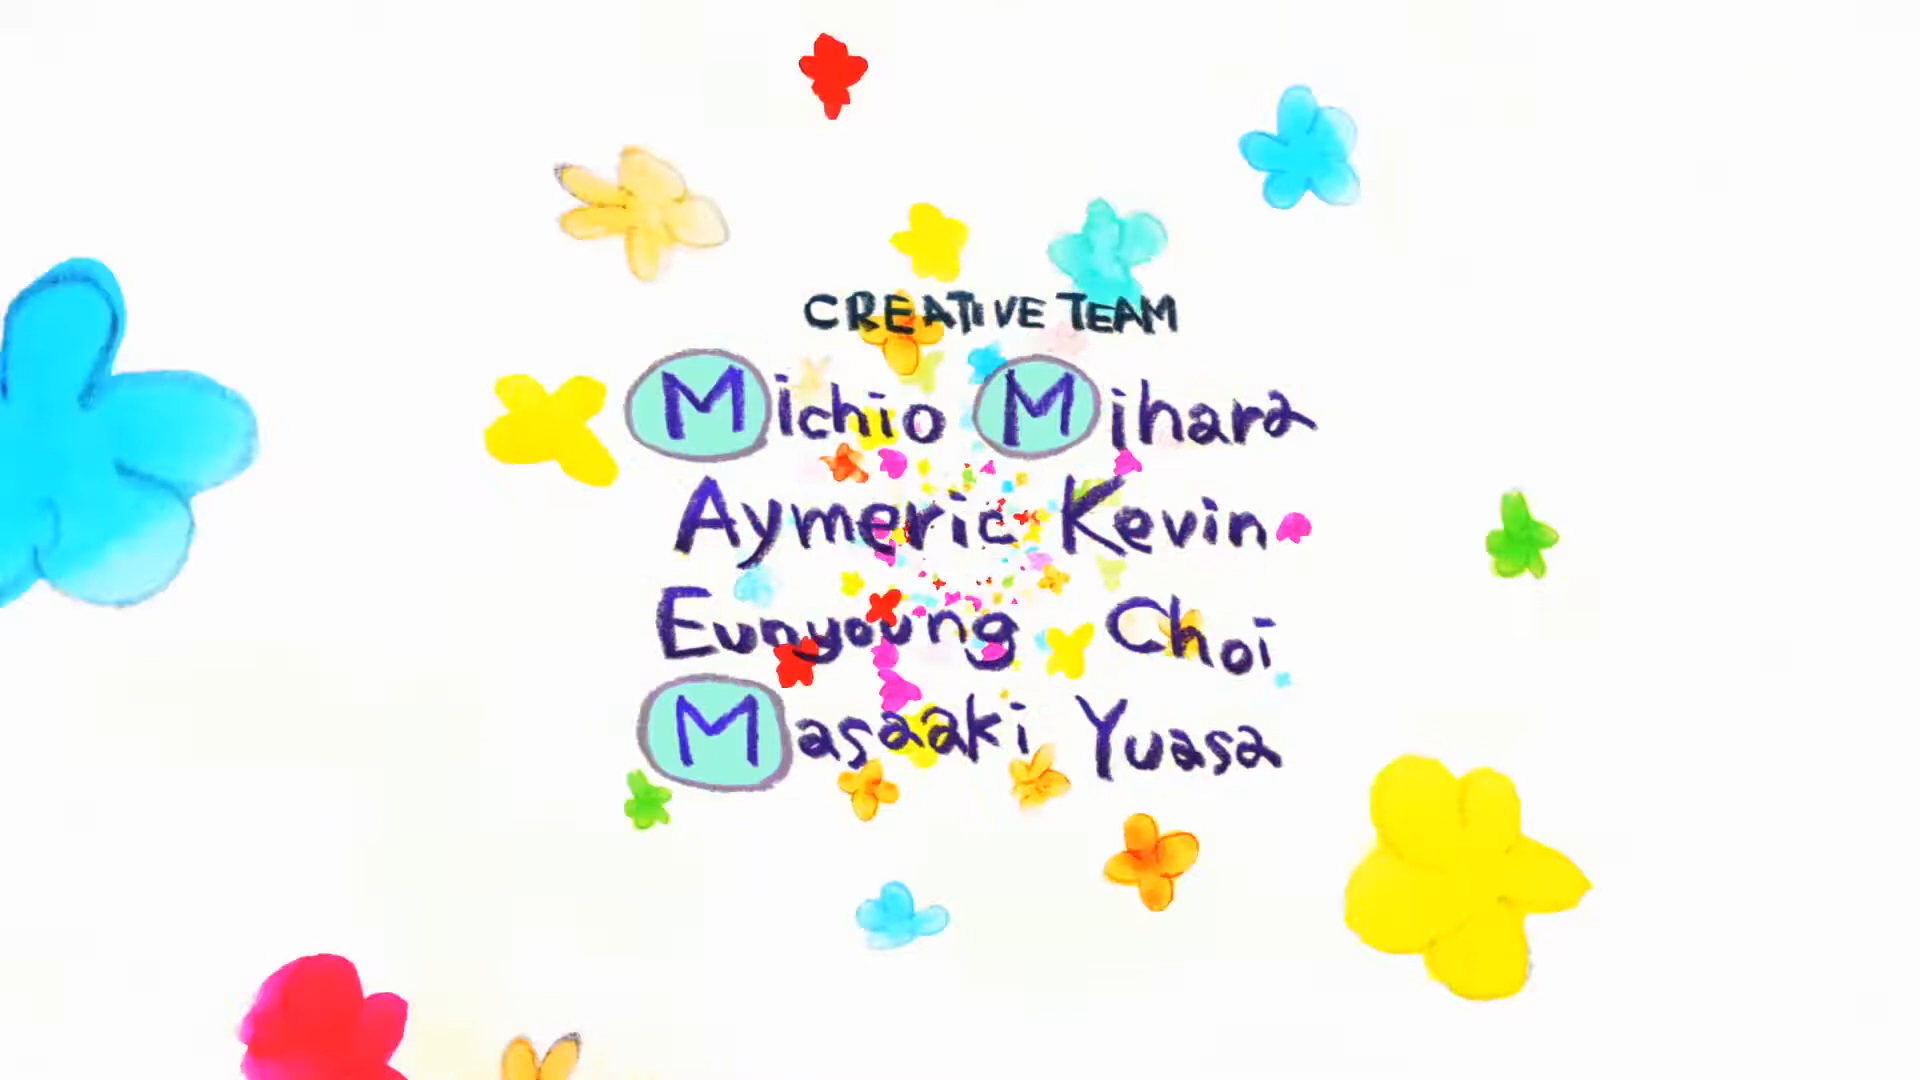 CREATIVE TEAM
Michio Mihara
Aymeric Kevin
Eunyoung Choi
Masaaki Yuasa